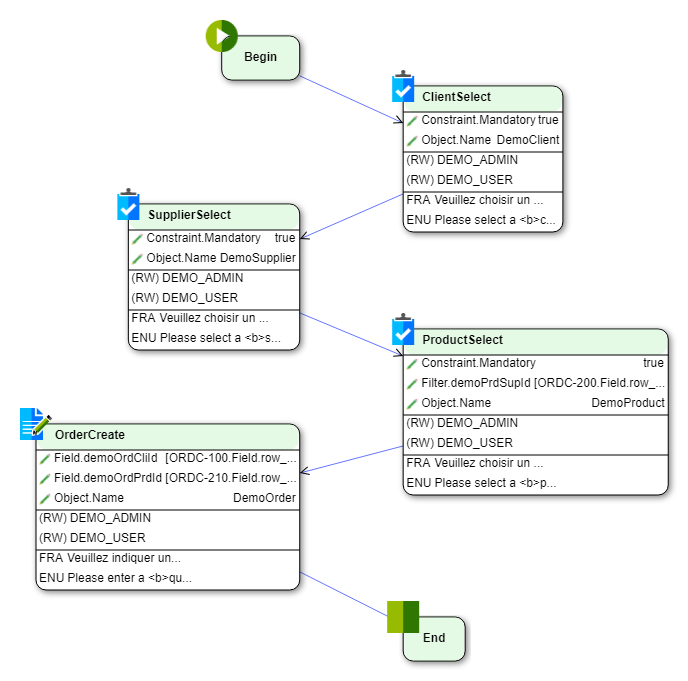 Begin
ClientSelect
Constraint.Mandatory true
Object.Name DemoClient
(RW) DEMO_ADMIN
(RW) DEMO_USER
FRA Veuillez choisir un ...
ENU Please select a <b>c...
SupplierSelect
Constraint.Mandatory true
Object.Name DemoSupplier
(RW) DEMO_ADMIN
(RW) DEMO_USER
FRA Veuillez choisir un ...
ENU Please select a <b>s...
ProductSelect
Constraint.Mandatory true
Filter.demoPrdSupId [ORDC-200.Field.row_...
Object.Name DemoProduct
(RW) DEMO_ADMIN
(RW) DEMO_USER
FRA Veuillez choisir un ...
ENU Please select a <b>p...
OrderCreate
Field.demoOrdCliId [ORDC-100.Field.row_...
Field.demoOrdPrdId [ORDC-210.Field.row_...
Object.Name DemoOrder
(RW) DEMO_ADMIN
(RW) DEMO_USER
FRA Veuillez indiquer un...
ENU Please enter a <b>qu...
End